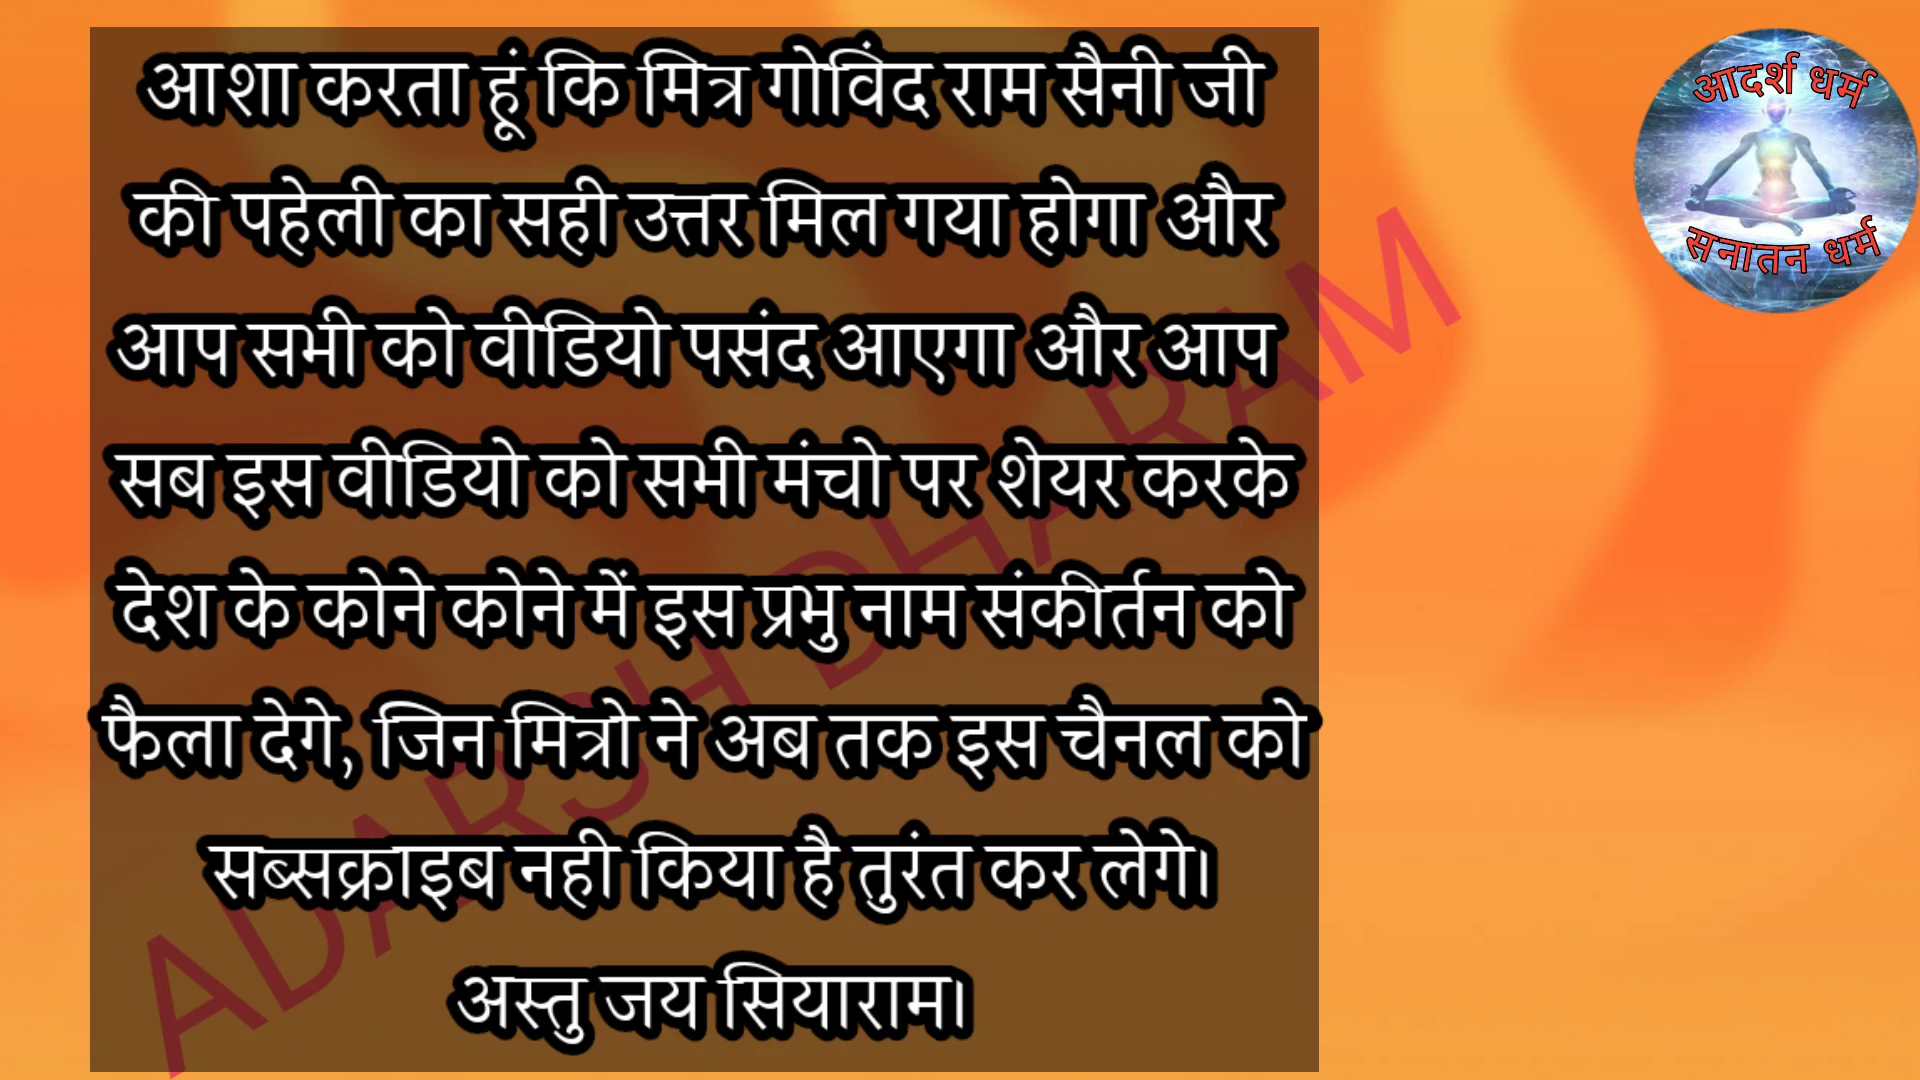 आशा करता हूं कि मित्र गोविंद राम सैनी जी
की पहेली का सही उत्तर मिल गया होगा और
आप सभी को वीडियो पसंद आएगा और आप
सब इस वीडियो को सभी मंचो पर शेयर करके
देश के कोने कोने में इस प्रभु नाम संकीर्तन को
फैला देगे, जिन मित्रो ने अब तक इस चैनल को
सब्सक्राइब नही किया है तुरंत कर लेगे।
अस्तु जय सियाराम।
आदर्श धर्म
सनातन धर्म
ADARSH DHARAM